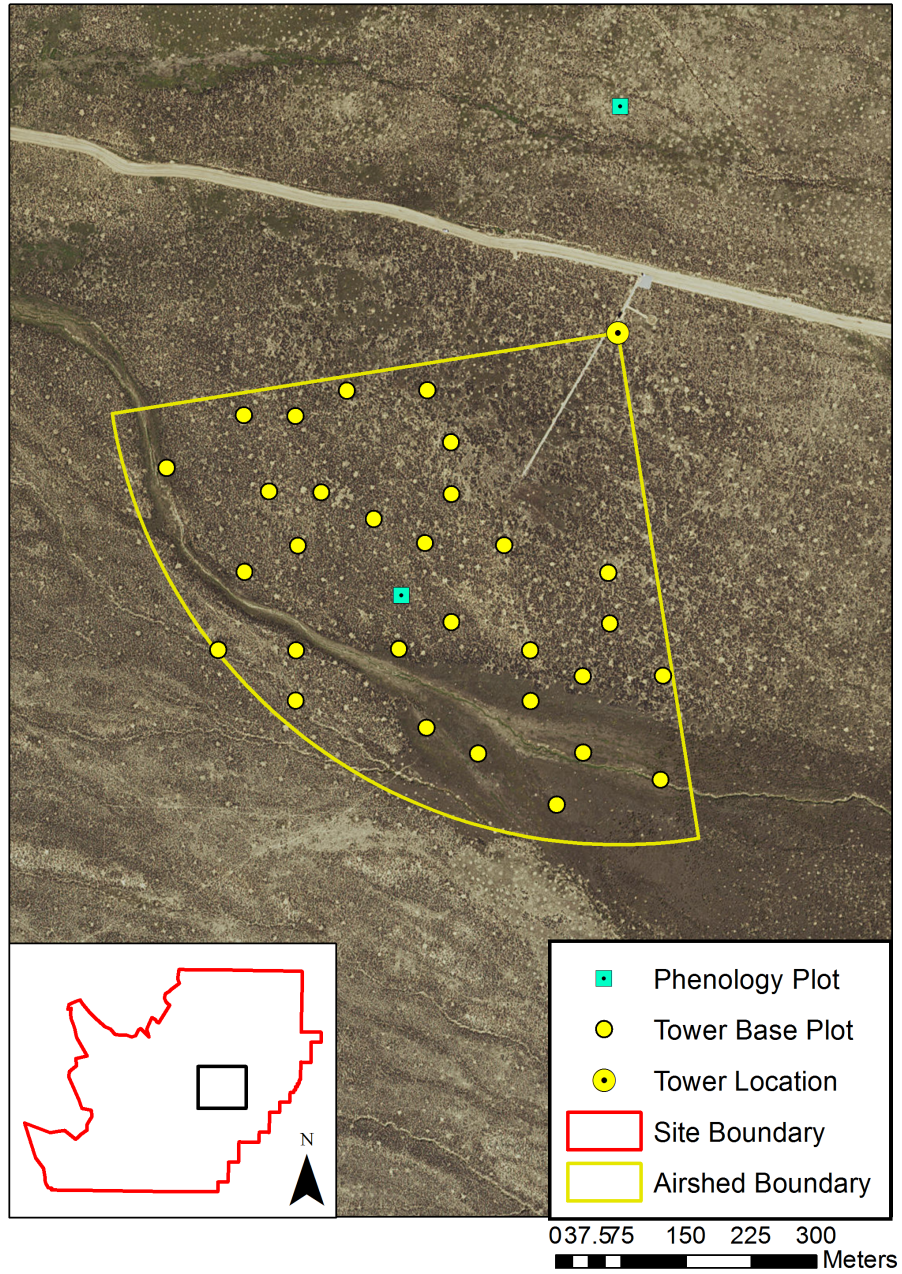 Phenology Plot
Tower Base Plot
Tower Location
Site Boundary
Airshed Boundary
N
0 37.5 75 150 225 300
Meters